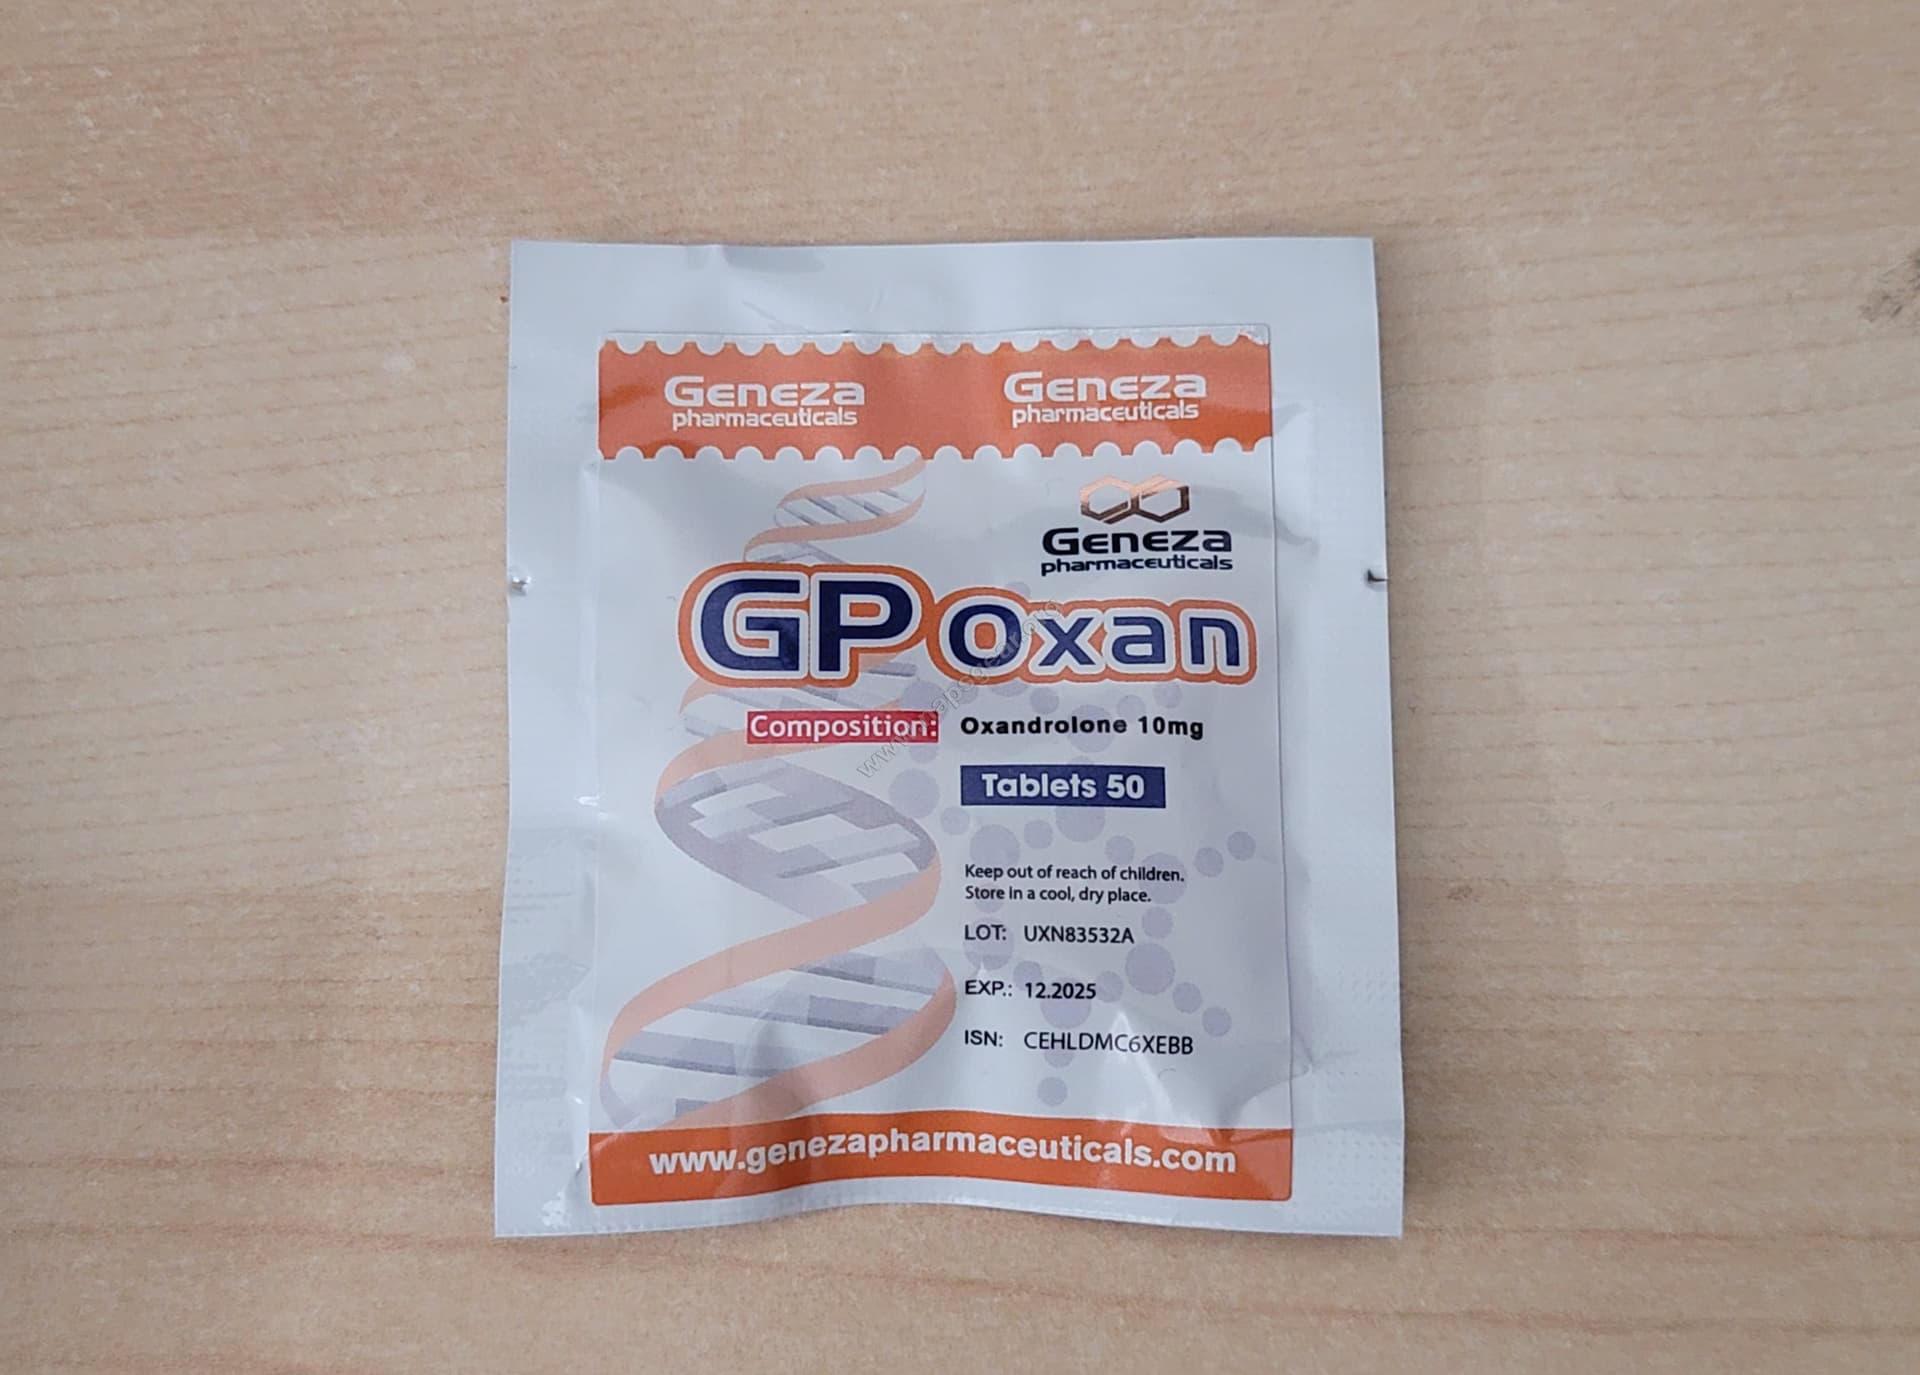 Geneza pharmaceuticals
Geneza pharmaceuticals
Geneza
pharmaceuticals
GP Oxan
Composition: Oxandrolone 10mg
Tablets 50
Keep out of reach of children.
Store in a cool, dry place.
LOT: UXN83532A
EXP.: 12.2025
ISN: CEHLDMC6XEBB
www.genezapharmaceuticals.com